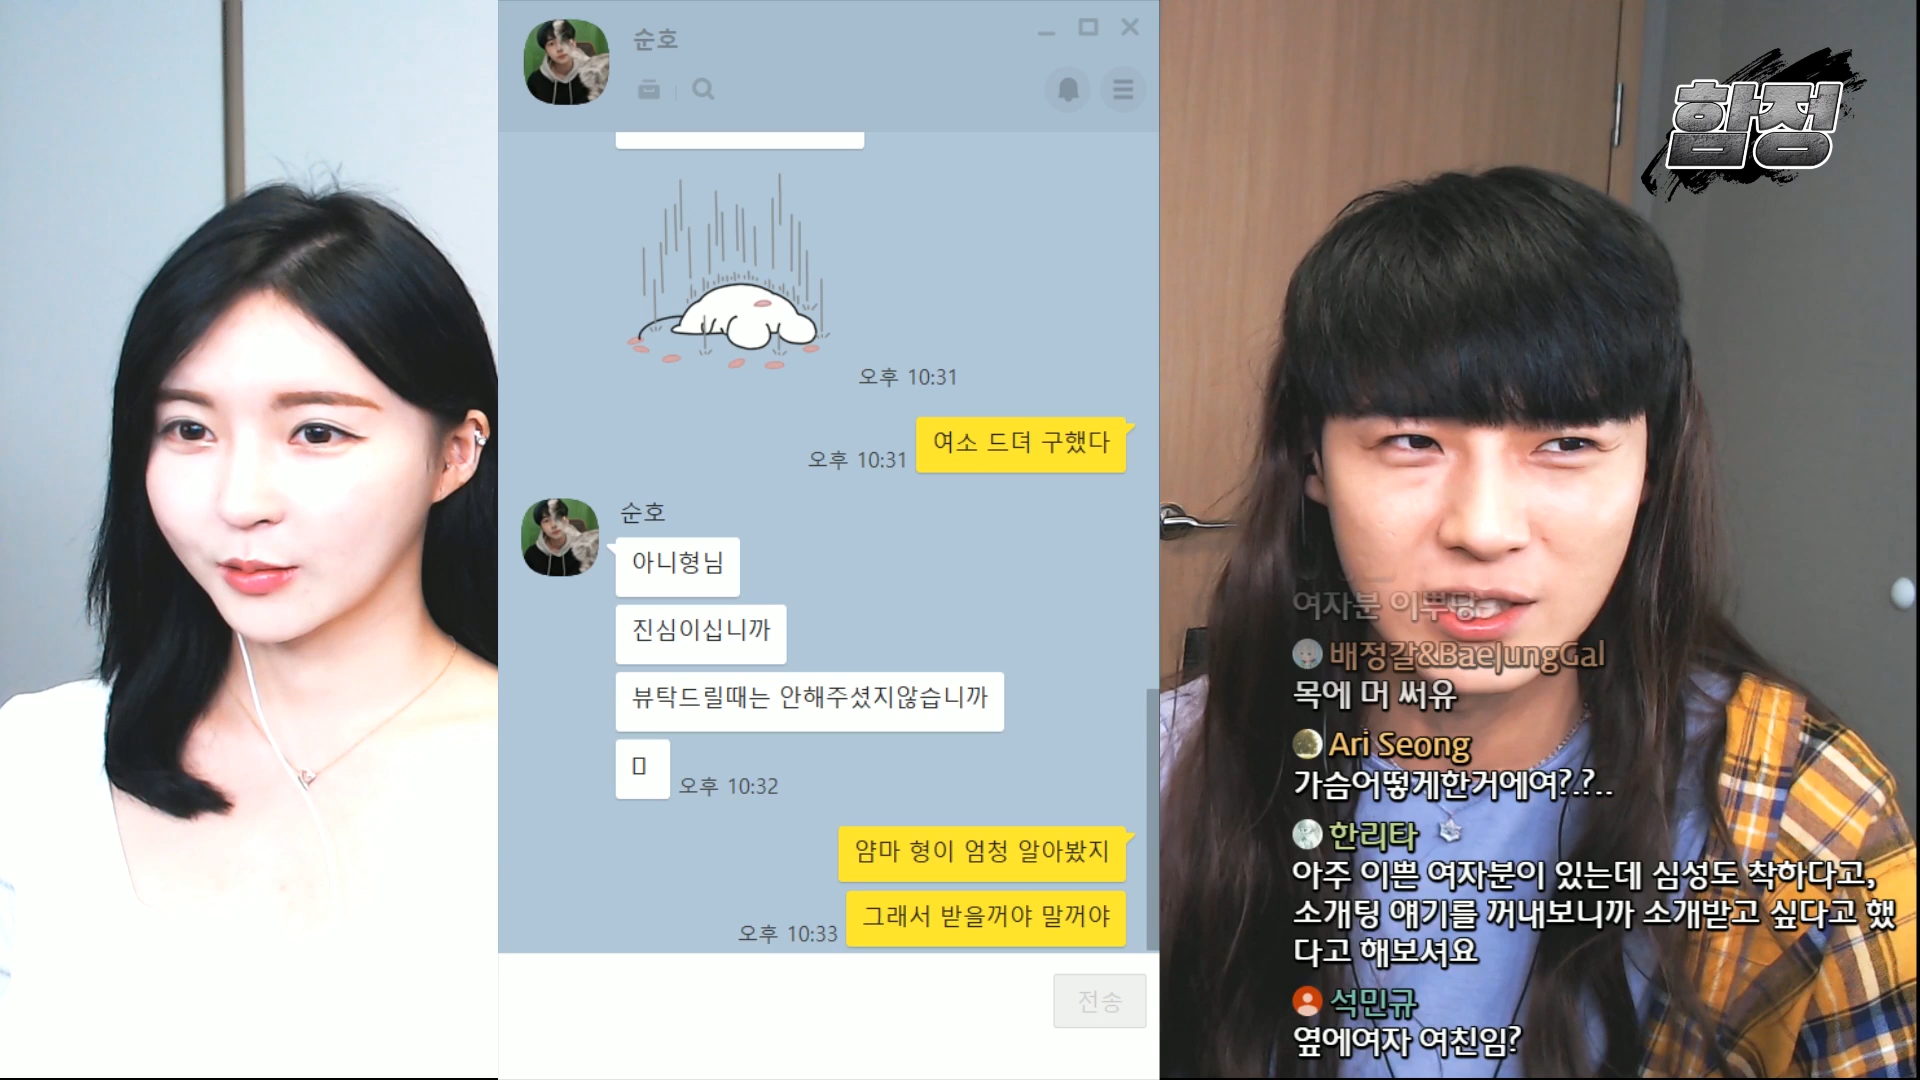 순호
오후 10:31
여소 드뎌 구했다
오후 10:31
순호
아니형님
진심이십니까
뷰탁드릴때는 안해주셨지않습니까
오후 10:32
얌마 형이 엄청 알아봤지
그래서 받을꺼야 말꺼야
오후 10:33
전송
함정
여자분 이뿌당
배정갈&BaeJungGal
목에 머 써유
Ari Seong
가슴어떻게한거에여?.?..
한리타
아주 이쁜 여자분이 있는데 심성도 착하다고,
소개팅 얘기를 꺼내보니까 소개받고 싶다고 했
다고 해보셔요
석민규
옆에여자 여친임?